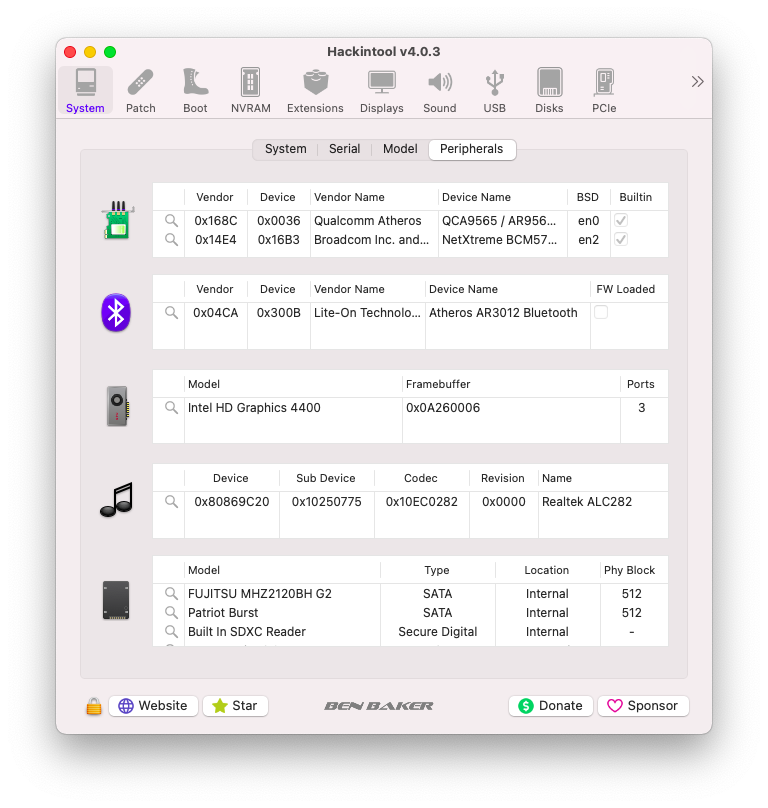 Hackintool v4.0.3
System Patch Boot NVRAM Extensions Displays Sound USB Disks PCIe
System Serial Model Peripherals
Vendor Device Vendor Name Device Name BSD Builtin
0x168C 0x0036 Qualcomm Atheros QCA9565 / AR956... en0
0x14E4 0x16B3 Broadcom Inc. and... NetXtreme BCM57... en2
Vendor Device Vendor Name Device Name FW Loaded
0x04CA 0x300B Lite-On Technolo... Atheros AR3012 Bluetooth
Model Framebuffer Ports
Intel HD Graphics 4400 0x0A260006 3
Device Sub Device Codec Revision Name
0x80869C20 0x10250775 0x10EC0282 0x0000 Realtek ALC282
Model Type Location Phy Block
FUJITSU MHZ2120BH G2 SATA Internal 512
Patriot Burst SATA Internal 512
Built In SDXC Reader Secure Digital Internal -
Website Star BEN BAKER Donate Sponsor